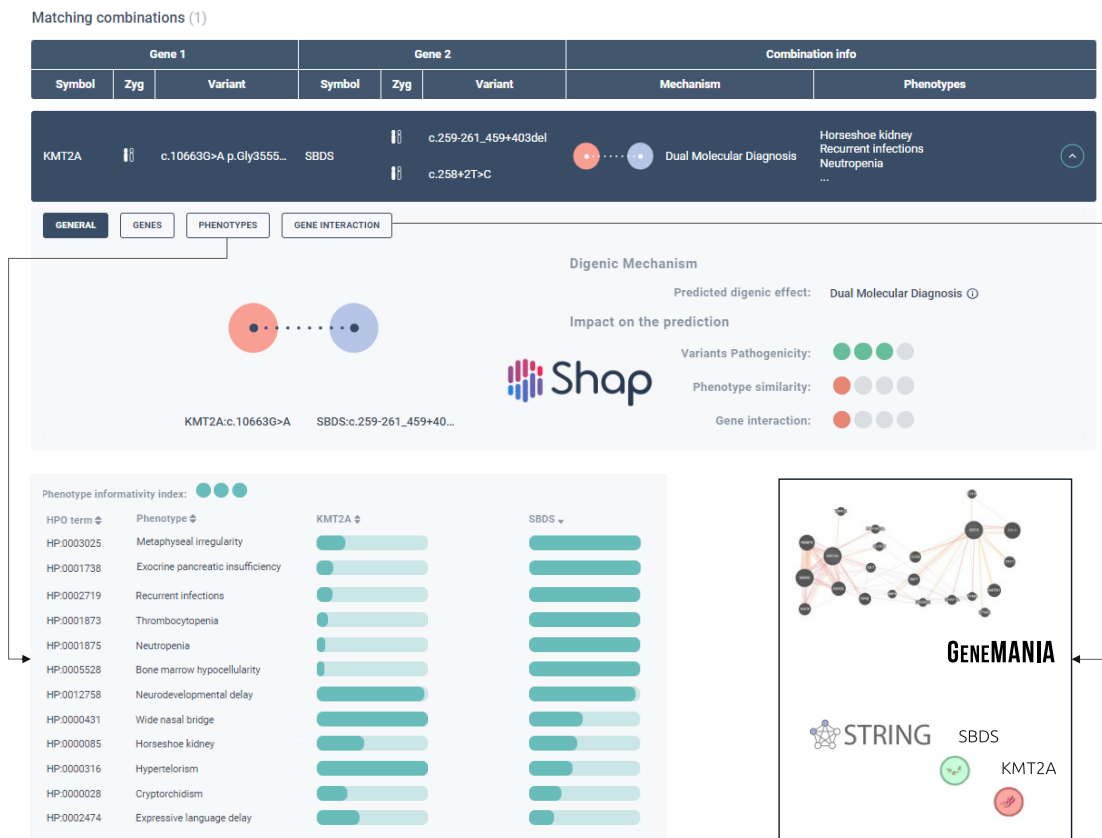 Matching combinations (1)
Gene 1 Gene 2 Combination info
Symbol Zyg Variant Symbol Zyg Variant Mechanism Phenotypes
KMT2A c.10663G>A p.Gly3555... SBDS c.259-261_459+403del Dual Molecular Diagnosis Horseshoe kidney
Recurrent infections
c.258+2T>C Neutropenia
...
GENERAL GENES PHENOTYPES GENE INTERACTION
Digenic Mechanism
Predicted digenic effect: Dual Molecular Diagnosis
Impact on the prediction
Variants Pathogenicity:
Shap
Phenotype similarity:
Gene interaction:
KMT2A:c.10663G>A SBDS:c.259-261_459+40...
Phenotype informativity index:
HPO term Phenotype KMT2A SBDS
HP:0003025 Metaphyseal irregularity
HP:0001738 Exocrine pancreatic insufficiency
HP:0002719 Recurrent infections
HP:0001873 Thrombocytopenia
HP:0001875 Neutropenia
HP:0005528 Bone marrow hypocellularity
HP:0012758 Neurodevelopmental delay
HP:0000431 Wide nasal bridge
HP:0000085 Horseshoe kidney
HP:0000316 Hypertelorism
HP:0000028 Cryptorchidism
HP:0002474 Expressive language delay
GENEMANIA
STRING SBDS
KMT2A